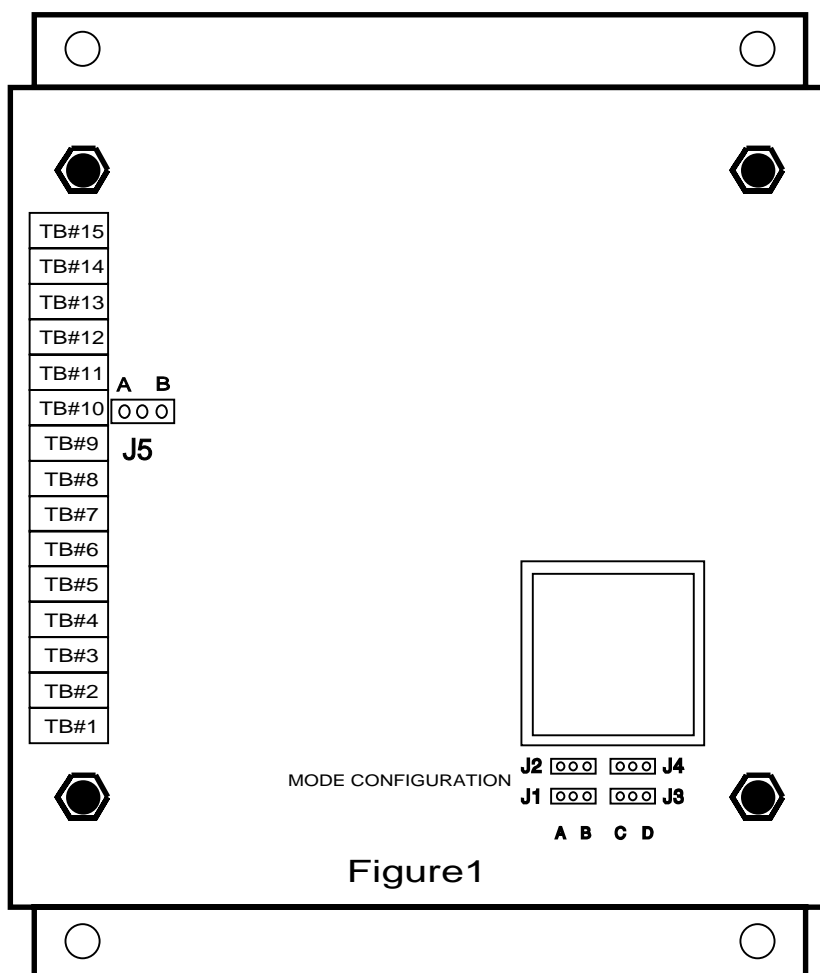 TB#15
TB#14
TB#13
TB#12
TB#11
A B
TB#10
TB#9
J5
TB#8
TB#7
TB#6
TB#5
TB#4
TB#3
TB#2
TB#1
J2 J4
MODE CONFIGURATION
J1 J3
A B C D
Figure1